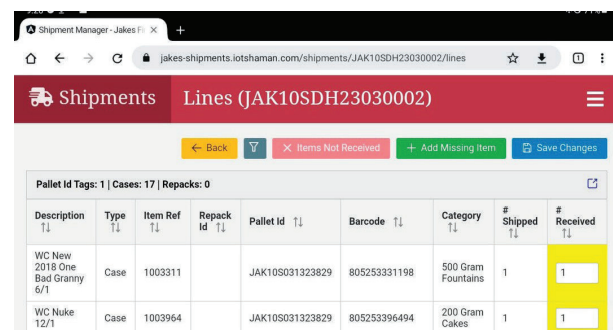 Shipment Manager - Jakes Fi
jakes-shipments.iotshaman.com/shipments/JAK10SDH23030002/lines
Shipments Lines (JAK10SDH23030002)
Back Items Not Received Add Missing Item Save Changes
Pallet Id Tags: 1 | Cases: 17 | Repacks: 0
Description Type Item Ref Repack Id Pallet Id Barcode Category # Shipped # Received
WC New 2018 One Bad Granny 6/1 Case 1003311 JAK10S031323829 805253331198 500 Gram Fountains 1 1
WC Nuke 12/1 Case 1003964 JAK10S031323829 805253396494 200 Gram Cakes 1 1